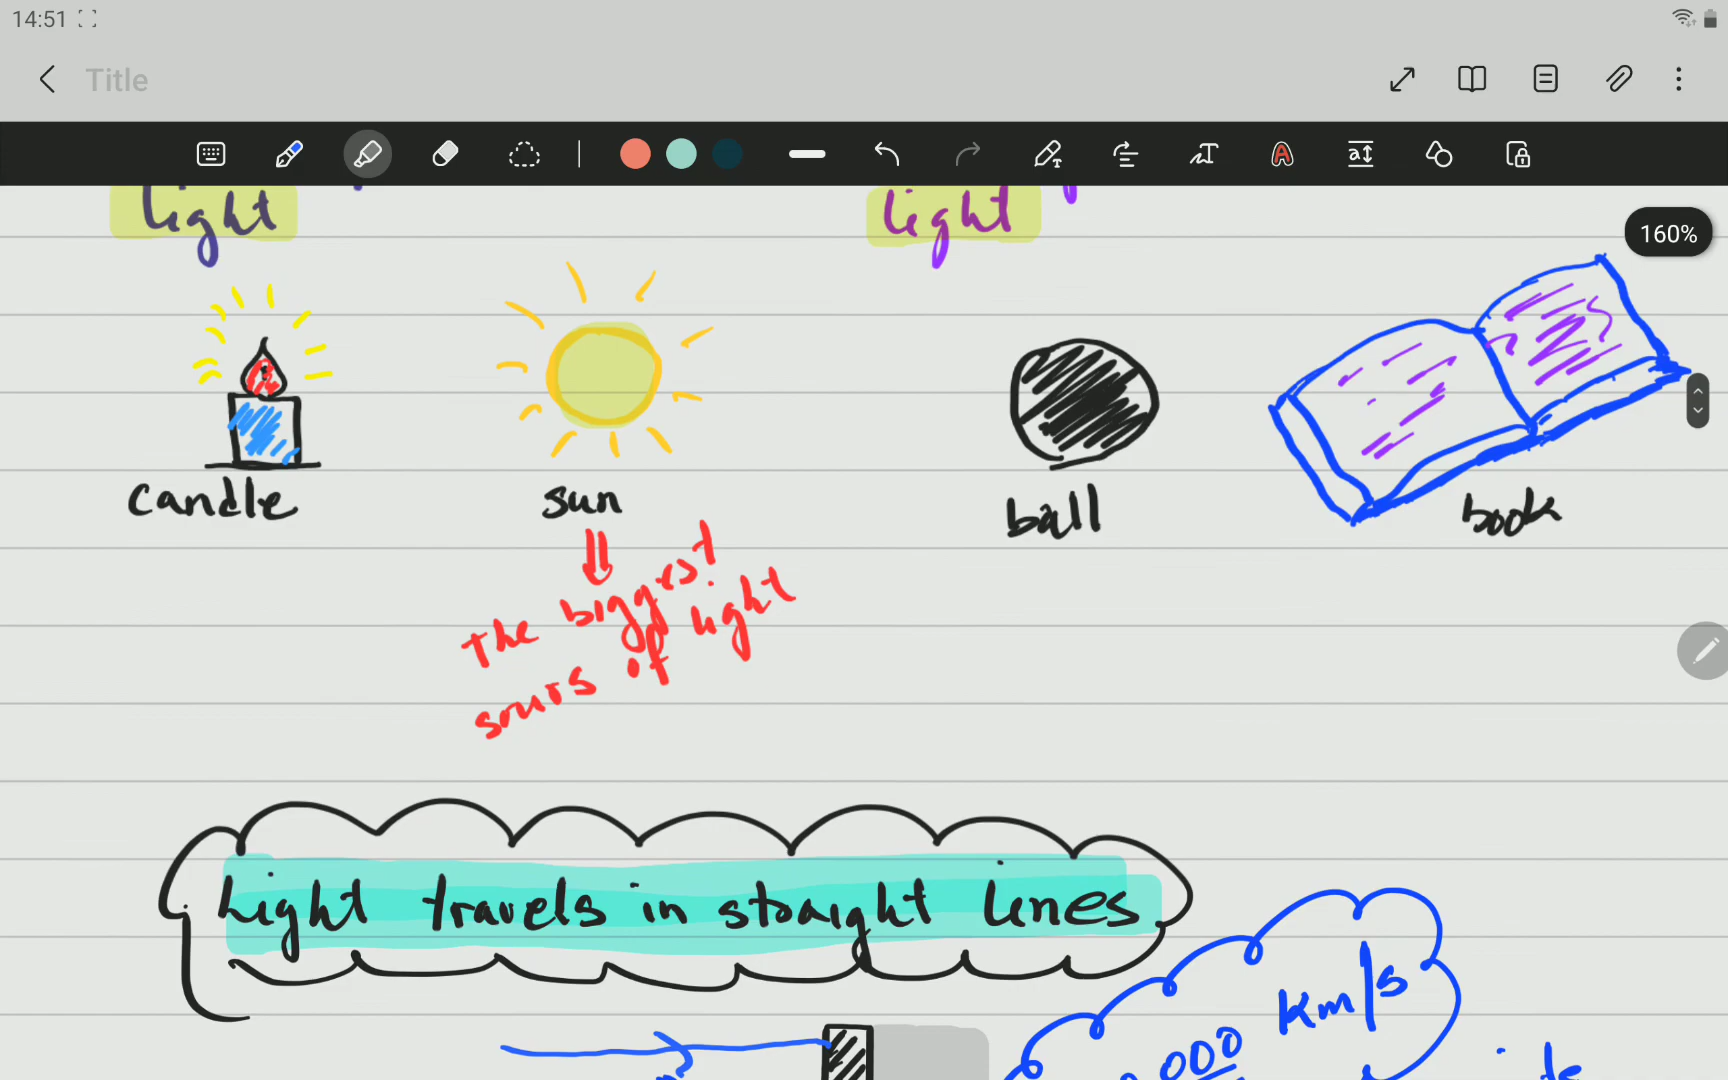 14:51
Title
160%
light
light
candle
sun
ball
book
the biggest
sours of light
Light travels in straight lines
km/s
000